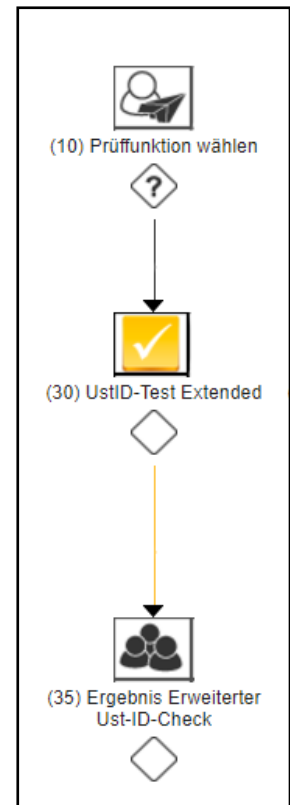 (10) Prüffunktion wählen
?
(30) UstID-Test Extended
(35) Ergebnis Erweiterter
Ust-ID-Check